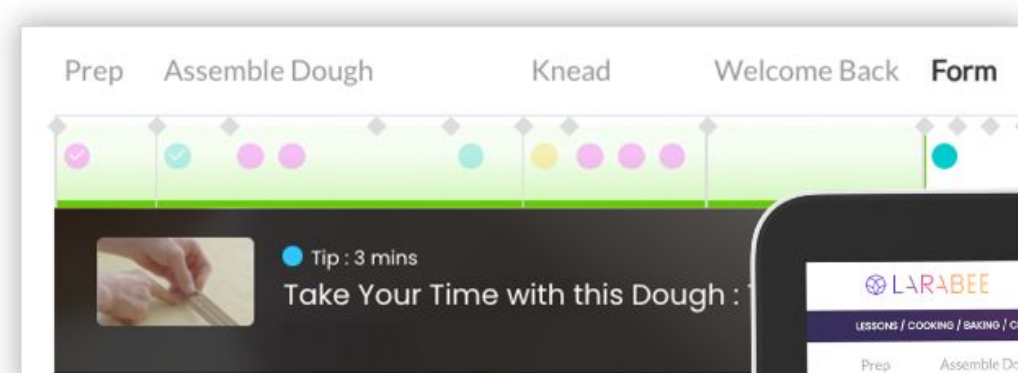 Prep Assemble Dough Knead Welcome Back Form
Tip : 3 mins
Take Your Time with this Dough :
LARABEE
LESSONS / COOKING / BAKING /
Prep Assemble